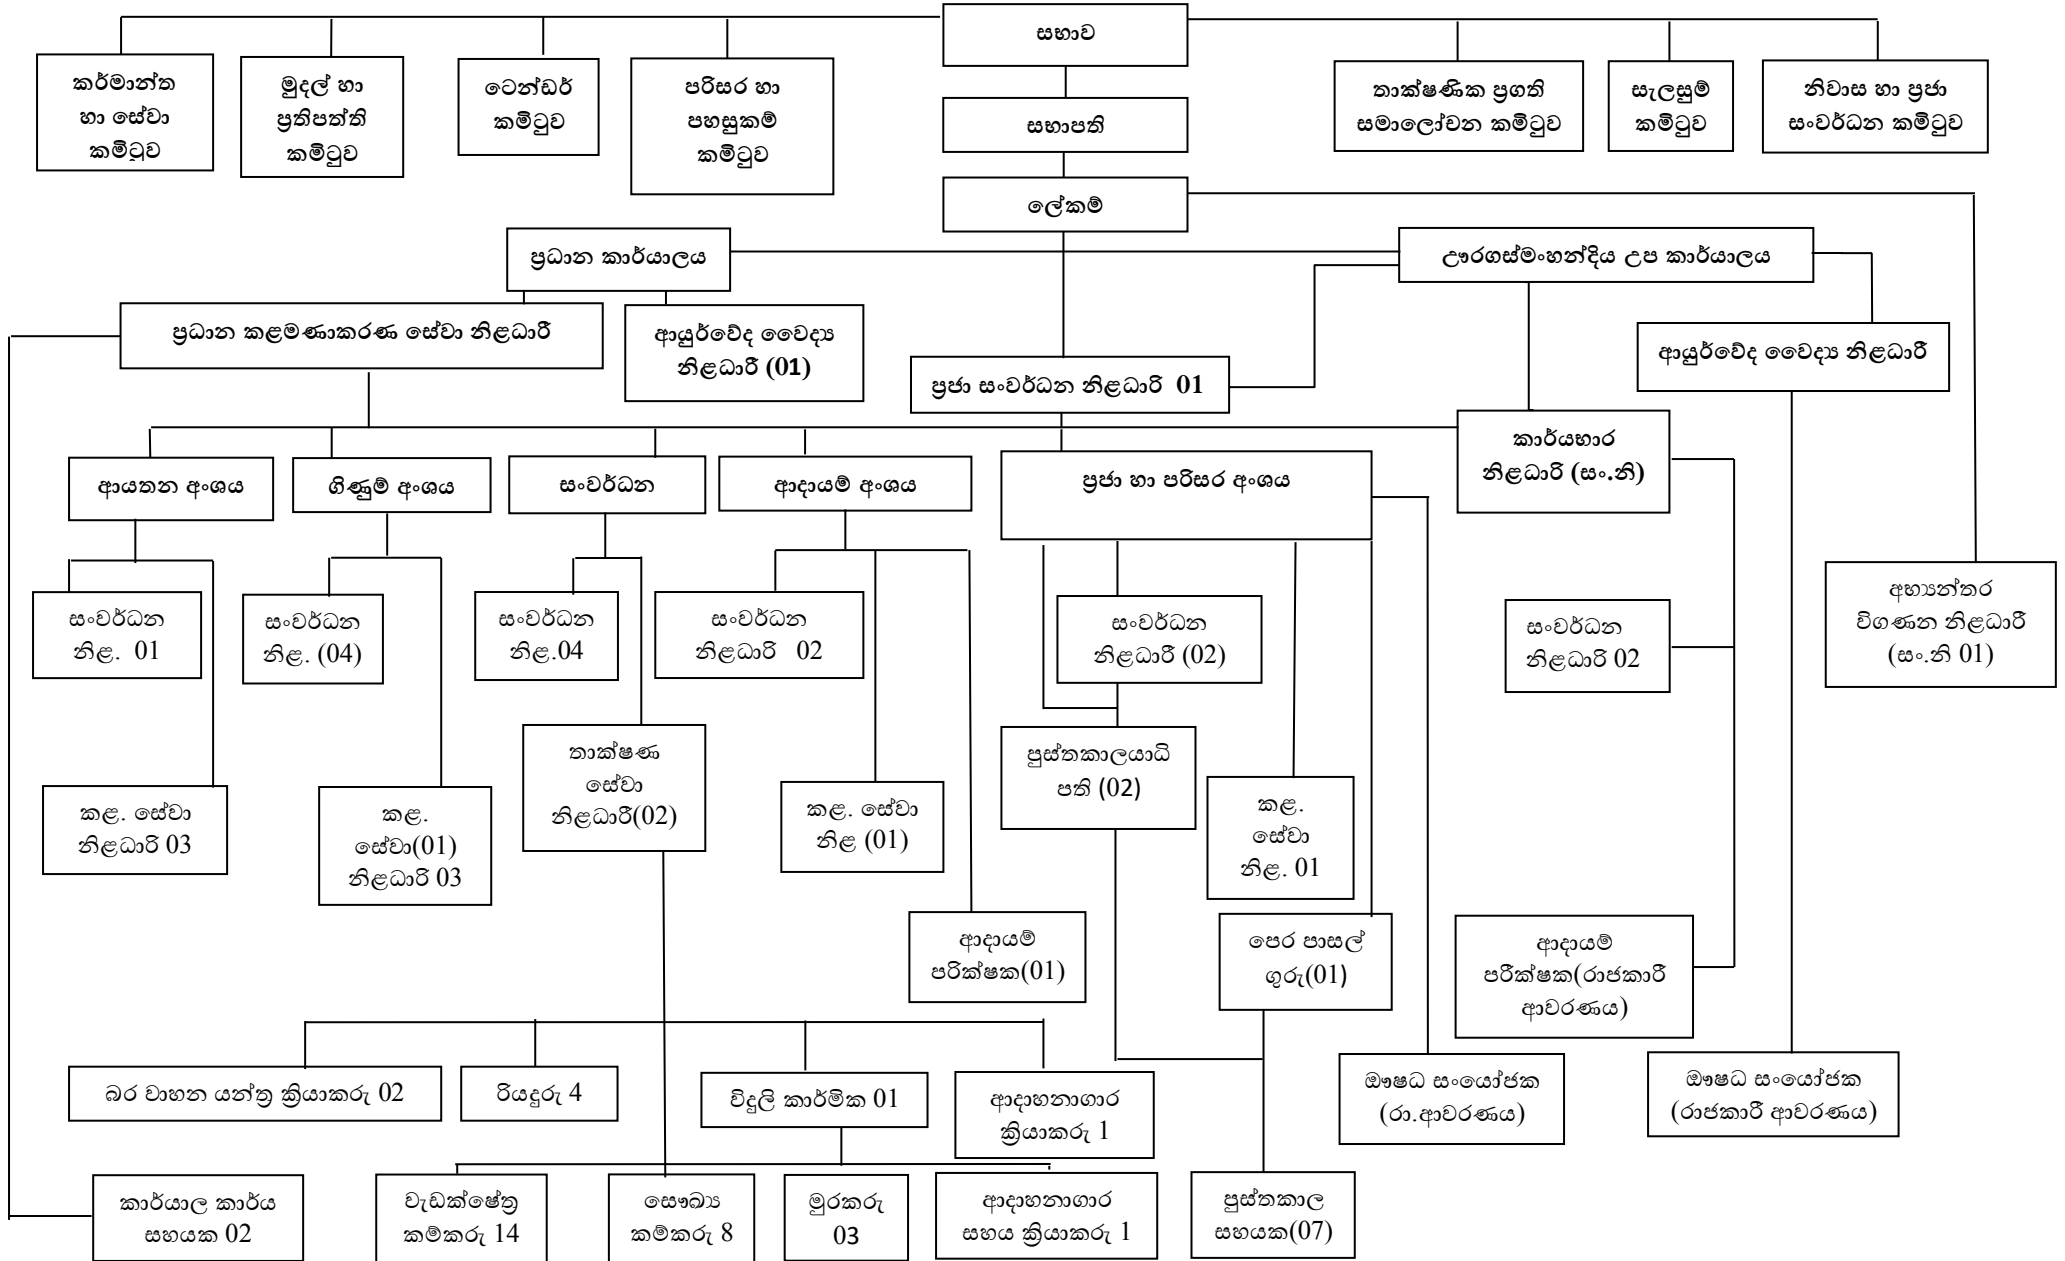 සභාව
කර්මාන්ත
හා සේවා
කමිටුව
මුදල් හා
ප්‍රතිපත්ති
කමිටුව
ටෙන්ඩර්
කමිටුව
පරිසර හා
පහසුකම්
කමිටුව
තාක්ෂණික ප්‍රගති
සමාලෝචන කමිටුව
සැලසුම්
කමිටුව
නිවාස හා ප්‍රජා
සංවර්ධන කමිටුව
සභාපති
ලේකම්
ප්‍රධාන කාර්යාලය
ඌරගස්මංහන්දිය උප කාර්යාලය
ප්‍රධාන කළමණාකරණ සේවා නිළධාරී
ආයුර්වේද වෛද්‍ය
නිළධාරී (01)
ප්‍රජා සංවර්ධන නිළධාරි 01
ආයුර්වේද වෛද්‍ය නිළධාරී
කාර්යභාර
නිළධාරි (සං.නි)
ආයතන අංශය
ගිණුම් අංශය
සංවර්ධන
ආදායම් අංශය
ප්‍රජා හා පරිසර අංශය
සංවර්ධන
නිළ. 01
සංවර්ධන
නිළ. (04)
සංවර්ධන
නිළ.04
සංවර්ධන
නිළධාරි 02
සංවර්ධන
නිළධාරී (02)
සංවර්ධන
නිළධාරි 02
අභ්‍යන්තර
විගණන නිළධාරී
(සං.නි 01)
කළ. සේවා
නිළධාරි 03
කළ.
සේවා(01)
නිළධාරි 03
තාක්ෂණ
සේවා
නිළධාරී(02)
කළ. සේවා
නිළ (01)
පුස්තකාලයාධි
පති (02)
කළ.
සේවා
නිළ. 01
ආදායම්
පරික්ෂක(01)
පෙර පාසල්
ගුරු(01)
ආදායම්
පරීක්ෂක(රාජකාරී
ආවරණය)
බර වාහන යන්ත්‍ර ක්‍රියාකරු 02
රියදුරු 4
විදුලි කාර්මික 01
ආදාහනාගාර
ක්‍රියාකරු 1
ඖෂධ සංයෝජක
(රා.ආවරණය)
ඖෂධ සංයෝජක
(රාජකාරී ආවරණය)
කාර්යාල කාර්ය
සහයක 02
වැඩක්ෂේත්‍ර
කම්කරු 14
සෞඛ්‍ය
කම්කරු 8
මුරකරු
03
ආදාහනාගාර
සහය ක්‍රියාකරු 1
පුස්තකාල
සහයක(07)